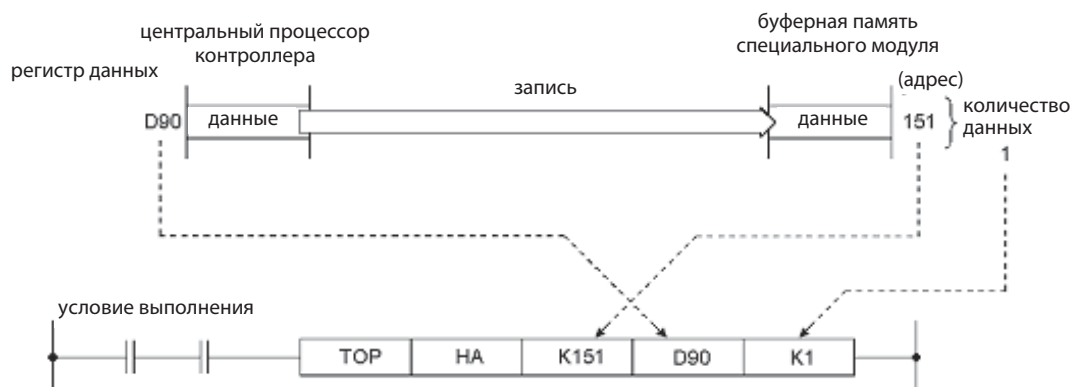 центральный процессор
контроллера
буферная память
специального модуля
регистр данных
запись
(адрес)
D90
данные
данные
151
количество
данных
1
условие выполнения
TOP
HA
K151
D90
K1